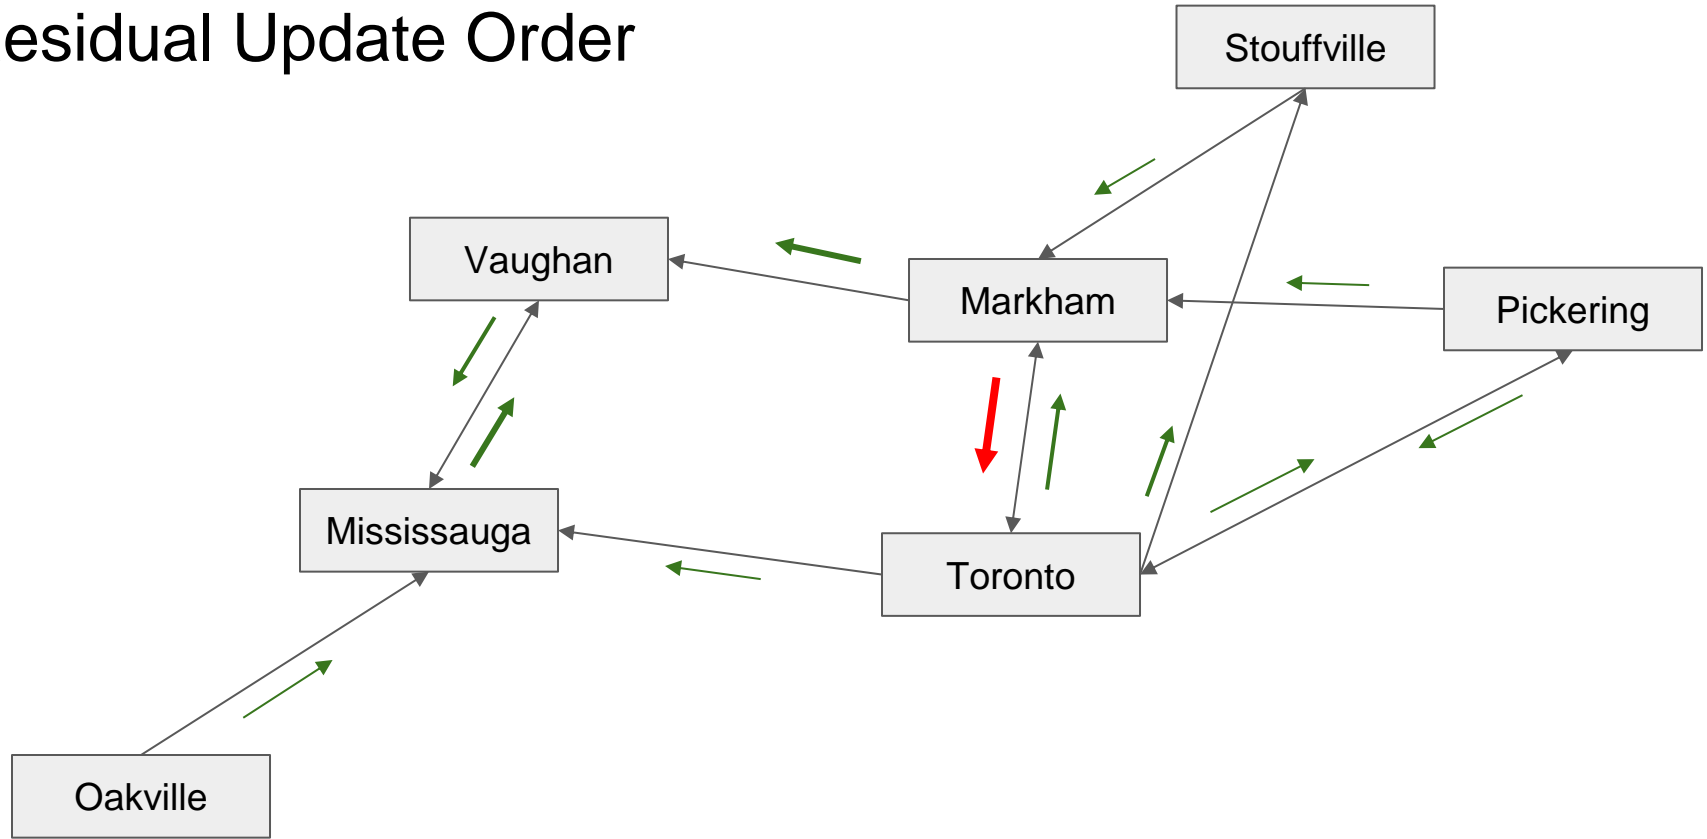 esidual Update Order
Stouffville
Vaughan
Markham
Pickering
Mississauga
Toronto
Oakville